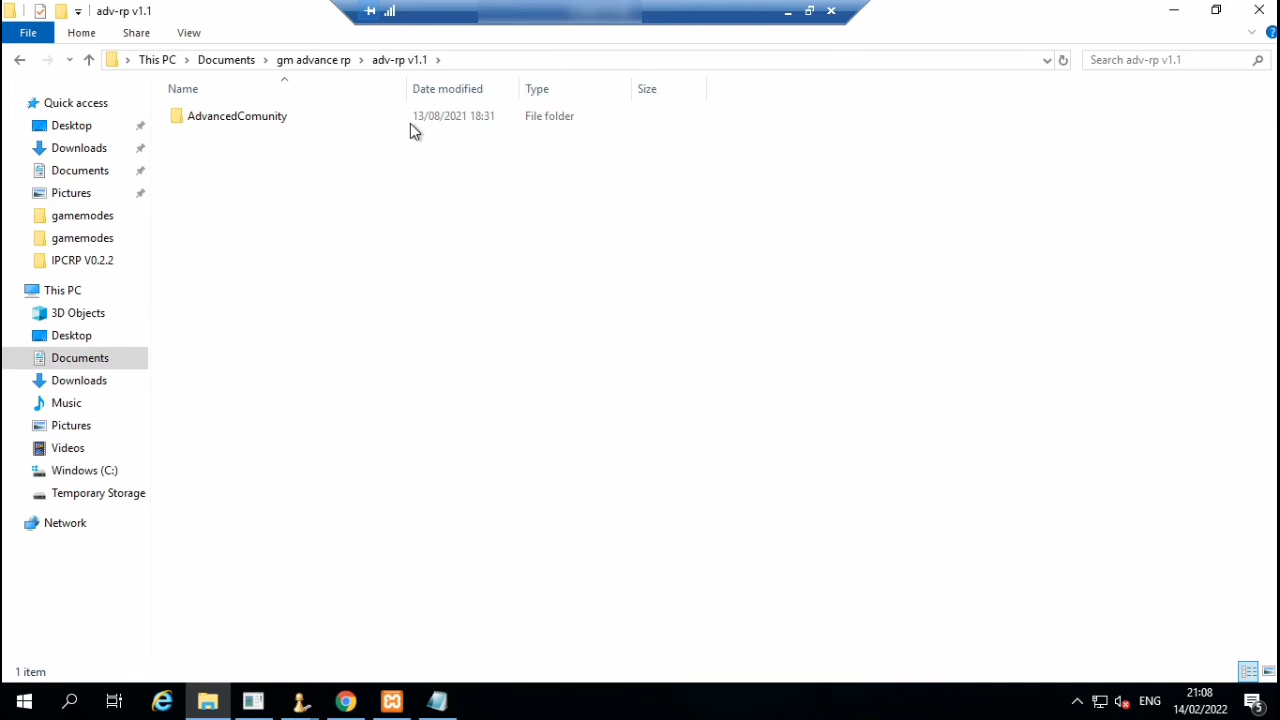 adv-rp v1.1
File Home Share View
This PC > Documents > gm advance rp > adv-rp v1.1 >
Search adv-rp v1.1
Name Date modified Type Size
AdvancedComunity 13/08/2021 18:31 File folder
Quick access
Desktop
Downloads
Documents
Pictures
gamemodes
gamemodes
IPCRP V0.2.2
This PC
3D Objects
Desktop
Documents
Downloads
Music
Pictures
Videos
Windows (C:)
Temporary Storage
Network
1 item
ENG
21:08
14/02/2022
5